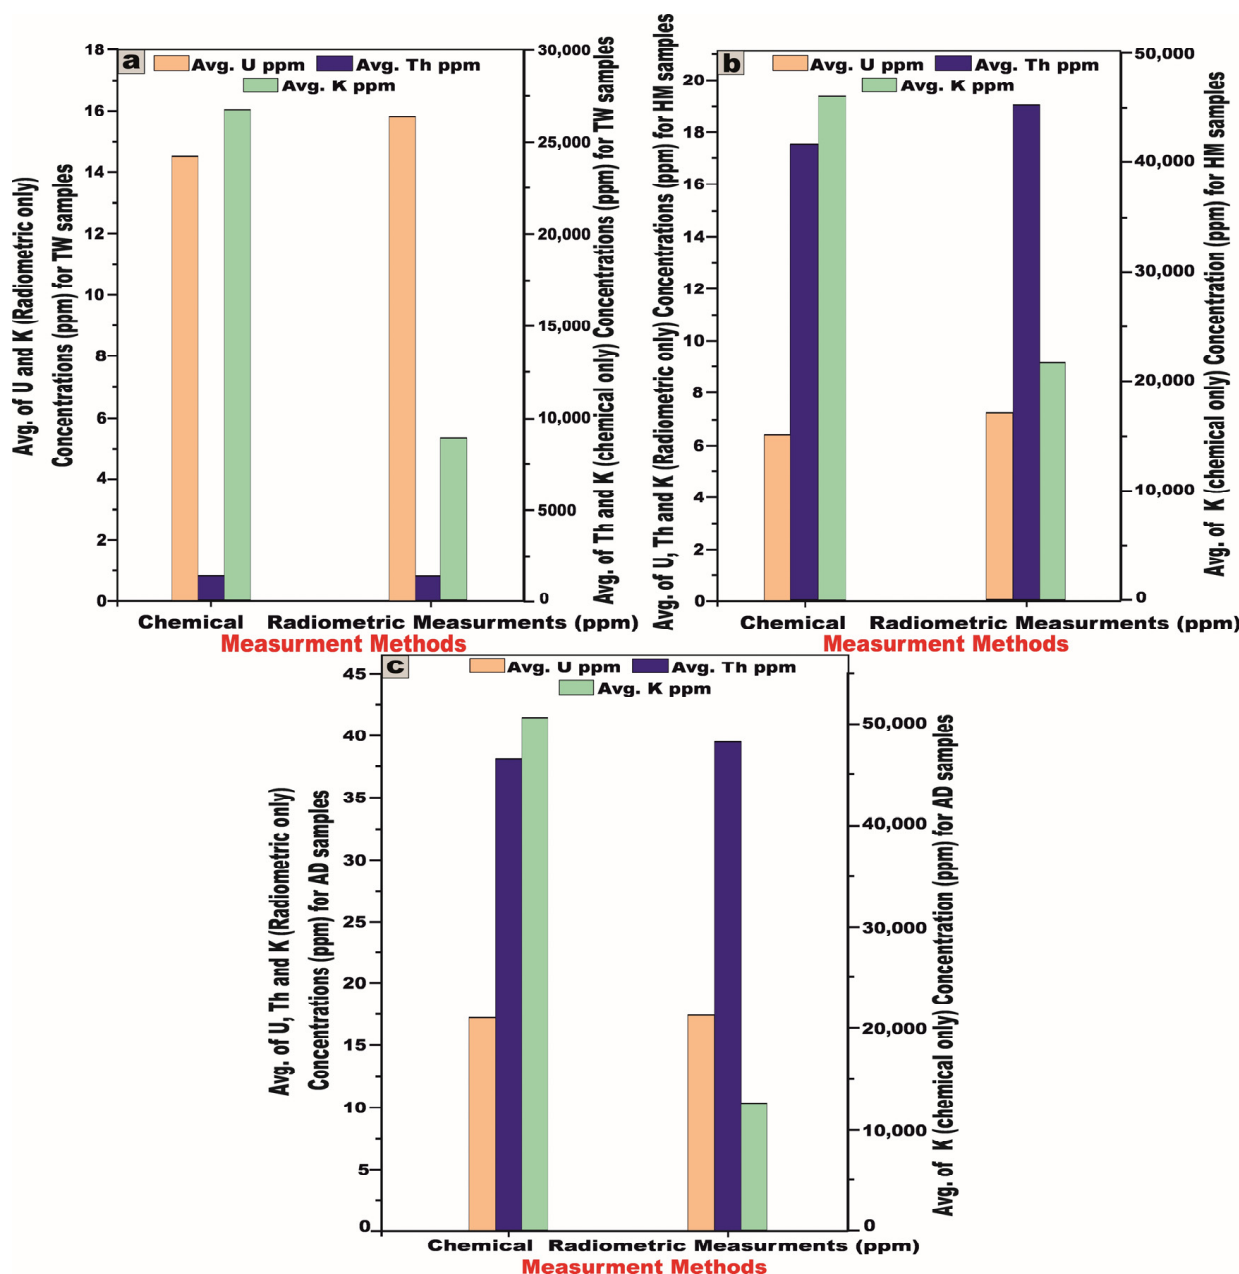 a
Avg. U ppm
Avg. Th ppm
Avg. K ppm
18
16
14
12
10
8
6
4
2
0
30,000
25,000
20,000
15,000
10,000
5000
0
Avg. of U and K (Radiometric only)
Concentrations (ppm) for TW samples
Avg. of Th and K (chemical only) Concentrations (ppm) for TW samples
Chemical
Radiometric Measurments (ppm)
Measurment Methods
b
Avg. U ppm
Avg. Th ppm
Avg. K ppm
20
18
16
14
12
10
8
6
4
2
0
50,000
40,000
30,000
20,000
10,000
0
Avg. of U, Th and K (Radiometric only) Concentrations (ppm) for HM samples
Avg. of K (chemical only) Concentration (ppm) for HM samples
Chemical
Radiometric Measurments (ppm)
Measurment Methods
c
Avg. U ppm
Avg. Th ppm
Avg. K ppm
45
40
35
30
25
20
15
10
5
0
50,000
40,000
30,000
20,000
10,000
0
Avg. of U, Th and K (Radiometric only)
Concentrations (ppm) for AD samples
Avg. of K (chemical only) Concentration (ppm) for AD samples
Chemical
Radiometric Measurments (ppm)
Measurment Methods